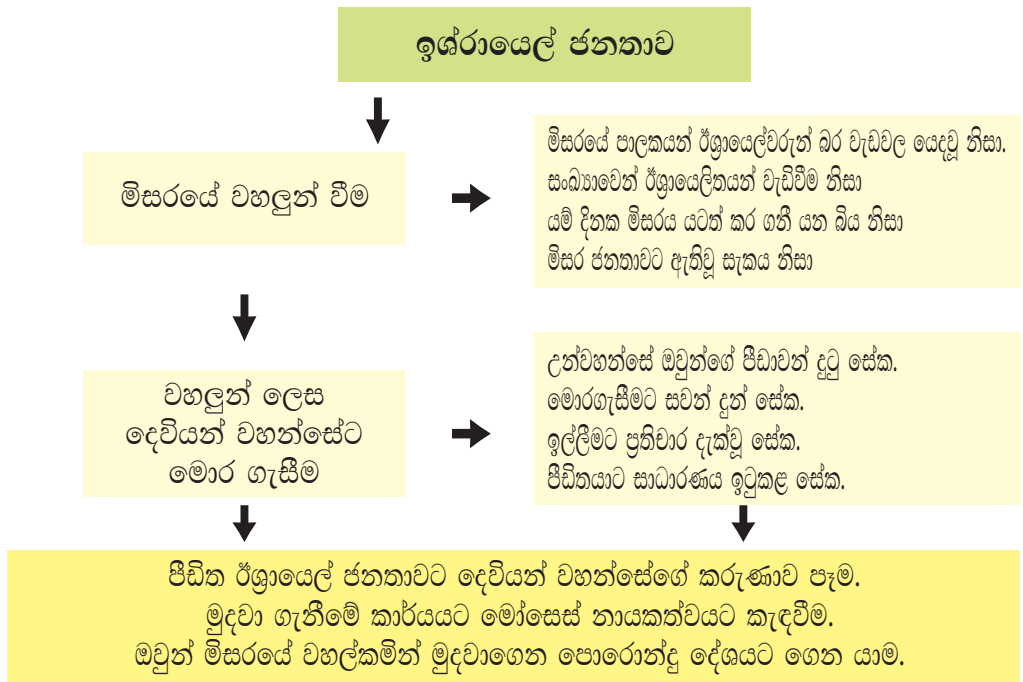 ඉශ්රායෙල් ජනතාව
මිසරයේ වහලුන් වීම
මිසරයේ පාලකයන් ඊශ්‍රායෙල්වරුන් බර වැඩවල යෙදවූ නිසා.
සංඛ්‍යාවෙන් ඊශ්‍රායෙලිතයන් වැඩිවීම නිසා
යම් දිනක මිසරය යටත් කර ගනී යන බිය නිසා
මිසර ජනතාවට ඇතිවූ සැකය නිසා
වහලුන් ලෙස
දෙවියන් වහන්සේට
මොර ගැසීම
උන්වහන්සේ ඔවුන්ගේ පීඩාවන් දුටු සේක.
මොරගැසීමට සවන් දුන් සේක.
ඉල්ලීමට ප්‍රතිචාර දැක්වූ සේක.
පීඩිතයාට සාධාරණය ඉටුකළ සේක.
පීඩිත ඊශ්‍රායෙල් ජනතාවට දෙවියන් වහන්සේගේ කරුණාව පෑම.
මුදවා ගැනීමේ කාර්යයට මෝසෙස් නායකත්වයට කැඳවීම.
ඔවුන් මිසරයේ වහල්කමින් මුදවාගෙන පොරොන්දු දේශයට ගෙන යාම.